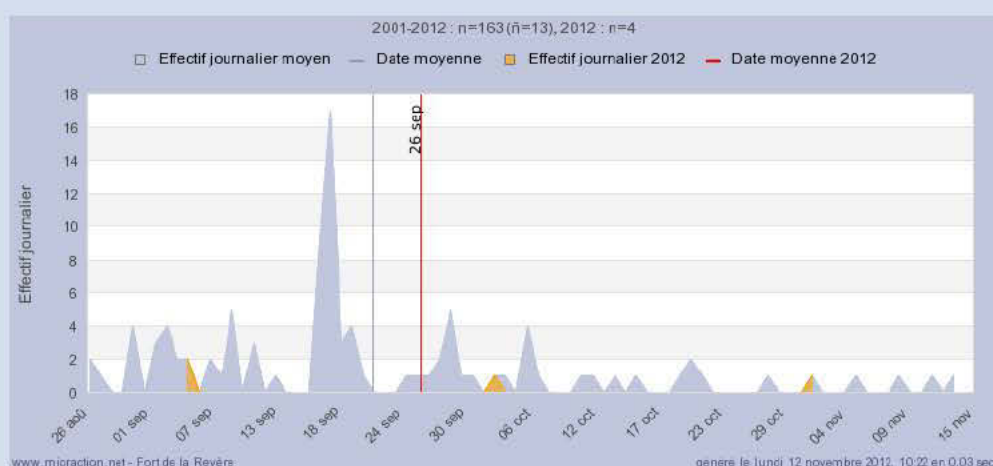 2001-2012 : n=163 (ñ=13), 2012 : n=4
Effectif journalier moyen Date moyenne Effectif journalier 2012 Date moyenne 2012
18
16
14
12
10
8
6
4
2
0
Effectif journalier
26 sep
26 aoû 01 sep 07 sep 13 sep 18 sep 24 sep 30 sep 06 oct 12 oct 17 oct 23 oct 29 oct 04 nov 09 nov 15 nov
www.migraction.net - Fort de la Revère généré le lundi 12 novembre 2012, 10:22 en 0.03 sec